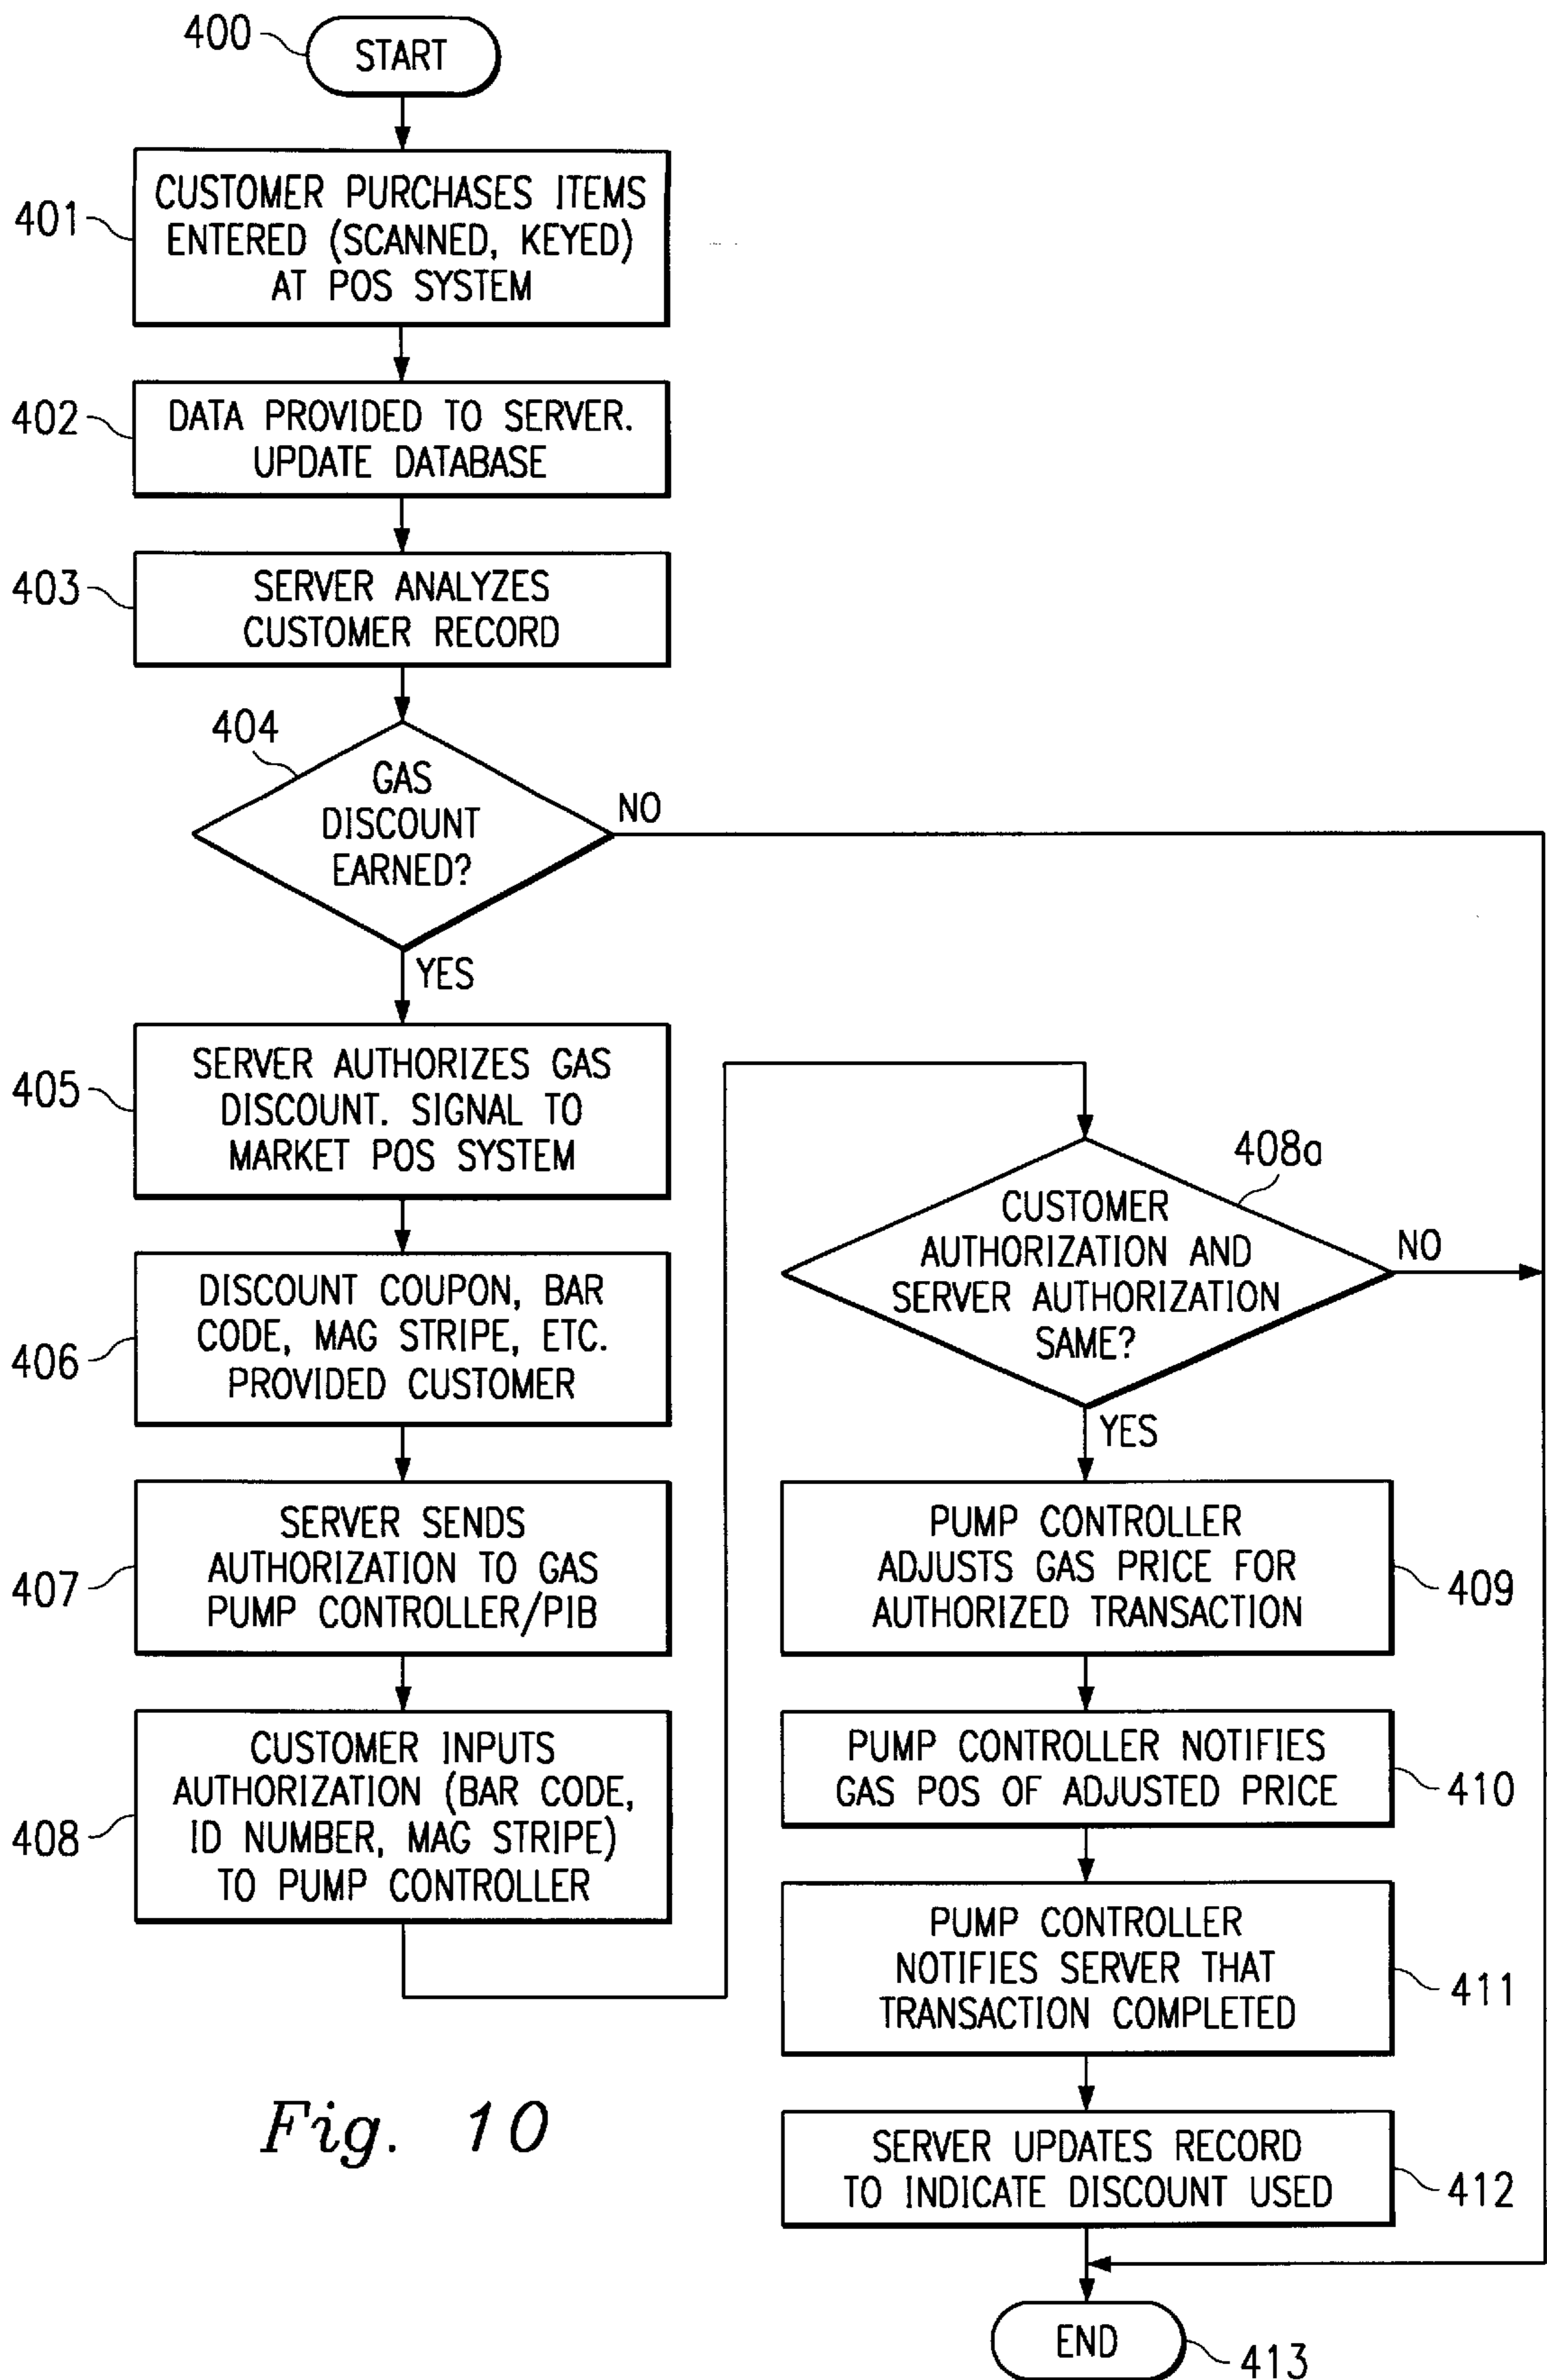 400
START
401
CUSTOMER PURCHASES ITEMS
ENTERED (SCANNED, KEYED)
AT POS SYSTEM
402
DATA PROVIDED TO SERVER.
UPDATE DATABASE
403
SERVER ANALYZES
CUSTOMER RECORD
404
GAS
DISCOUNT
EARNED?
NO
YES
405
SERVER AUTHORIZES GAS
DISCOUNT. SIGNAL TO
MARKET POS SYSTEM
406
DISCOUNT COUPON, BAR
CODE, MAG STRIPE, ETC.
PROVIDED CUSTOMER
407
SERVER SENDS
AUTHORIZATION TO GAS
PUMP CONTROLLER/PIB
408
CUSTOMER INPUTS
AUTHORIZATION (BAR CODE,
ID NUMBER, MAG STRIPE)
TO PUMP CONTROLLER
408a
CUSTOMER
AUTHORIZATION AND
SERVER AUTHORIZATION
SAME?
NO
YES
PUMP CONTROLLER
ADJUSTS GAS PRICE FOR
AUTHORIZED TRANSACTION
409
PUMP CONTROLLER NOTIFIES
GAS POS OF ADJUSTED PRICE
410
PUMP CONTROLLER
NOTIFIES SERVER THAT
TRANSACTION COMPLETED
411
SERVER UPDATES RECORD
TO INDICATE DISCOUNT USED
412
END
413
Fig. 10